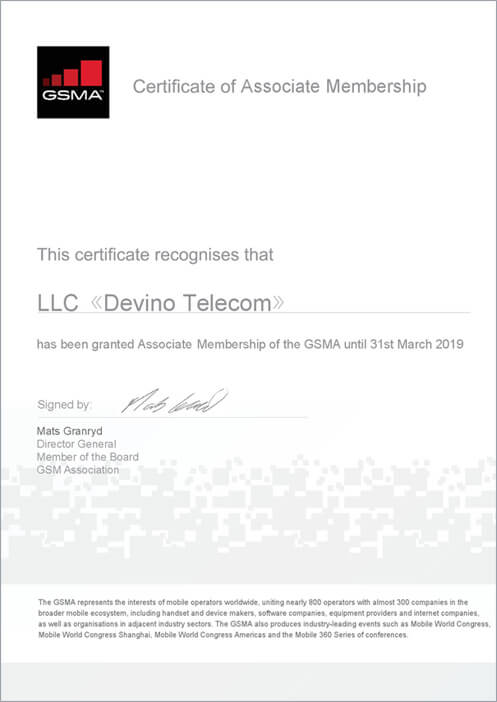 GSMA™
Certificate of Associate Membership
This certificate recognises that
LLC «Devino Telecom»
has been granted Associate Membership of the GSMA until 31st March 2019
Signed by:
Mats Granryd
Director General
Member of the Board
GSM Association
The GSMA represents the interests of mobile operators worldwide, uniting nearly 800 operators with almost 300 companies in the
broader mobile ecosystem, including handset and device makers, software companies, equipment providers and internet companies,
as well as organisations in adjacent industry sectors. The GSMA also produces industry-leading events such as Mobile World Congress,
Mobile World Congress Shanghai, Mobile World Congress Americas and the Mobile 360 Series of conferences.